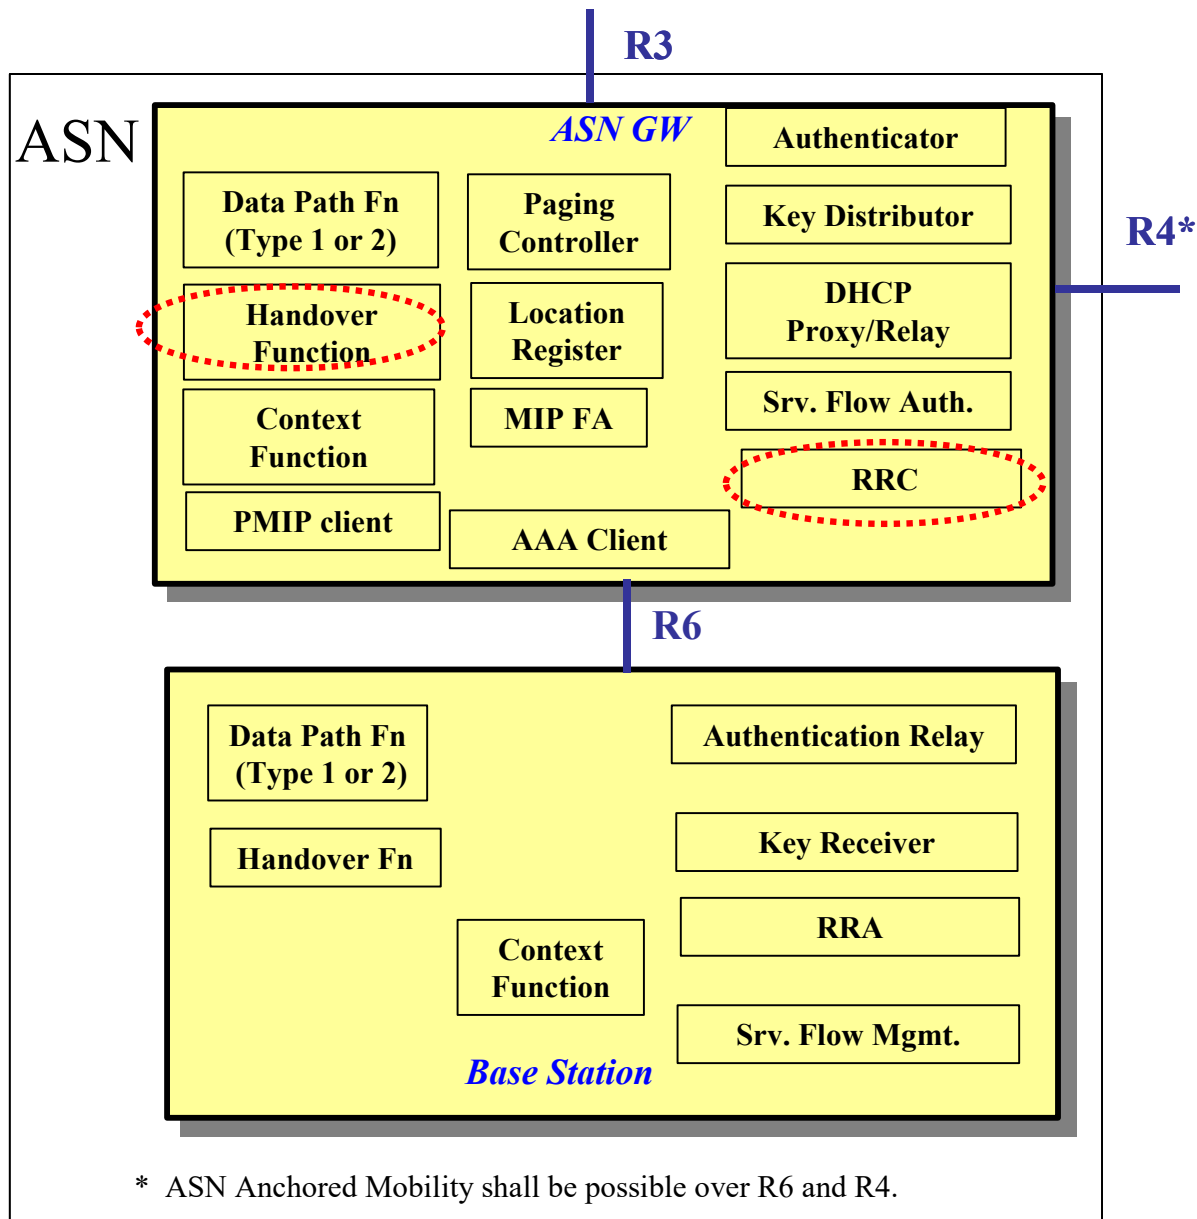 R3
ASN
ASN GW
Authenticator
Data Path Fn
(Type 1 or 2)
Paging
Controller
Key Distributor
R4*
Handover
Function
Location
Register
DHCP
Proxy/Relay
Context
Function
MIP FA
Srv. Flow Auth.
RRC
PMIP client
AAA Client
R6
Data Path Fn
(Type 1 or 2)
Authentication Relay
Handover Fn
Key Receiver
Context
Function
RRA
Srv. Flow Mgmt.
Base Station
* ASN Anchored Mobility shall be possible over R6 and R4.